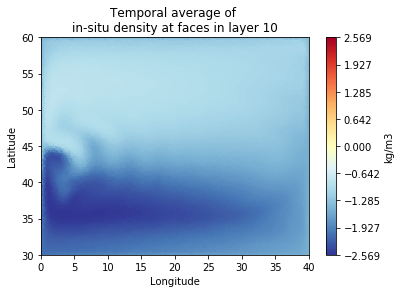 Temporal average of
in-situ density at faces in layer 10
60
55
50
45
40
35
30
Latitude
0 5 10 15 20 25 30 35 40
Longitude
2.569
1.927
1.285
0.642
0.000
−0.642
−1.285
−1.927
−2.569
kg/m3